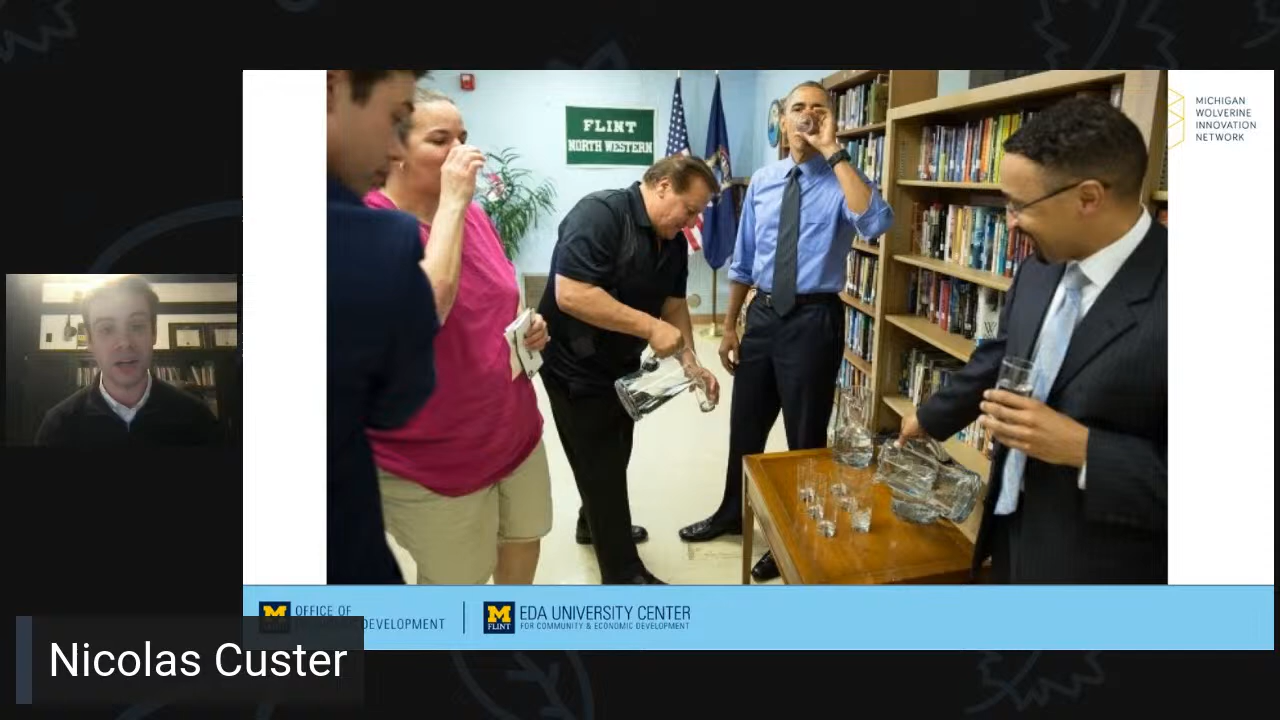 FLINT
NORTH WESTERN
MICHIGAN
WOLVERINE
INNOVATION
NETWORK
OFFICE OF
DEVELOPMENT
M
FLINT
EDA UNIVERSITY CENTER
FOR COMMUNITY & ECONOMIC DEVELOPMENT
Nicolas Custer